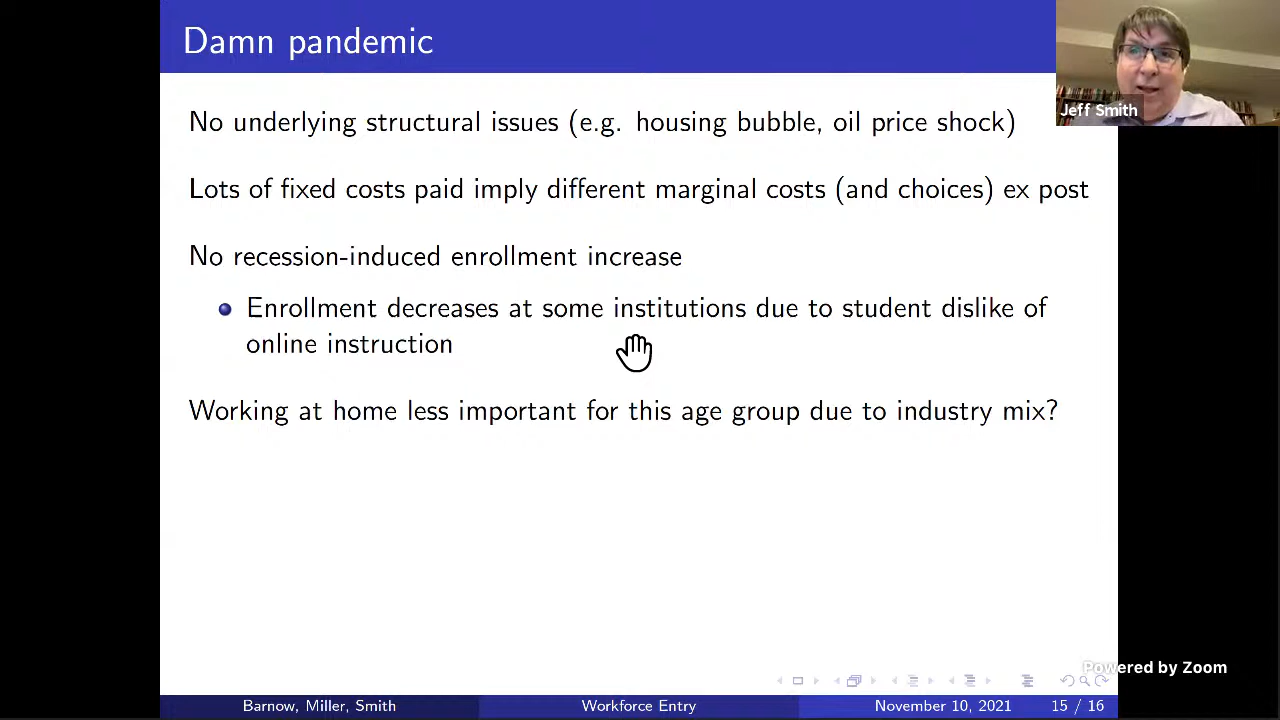 Damn pandemic
Jeff Smith
No underlying structural issues (e.g. housing bubble, oil price shock)
Lots of fixed costs paid imply different marginal costs (and choices) ex post
No recession-induced enrollment increase
Enrollment decreases at some institutions due to student dislike of
online instruction
Working at home less important for this age group due to industry mix?
Powered by Zoom
Barnow, Miller, Smith Workforce Entry November 10, 2021 15 / 16